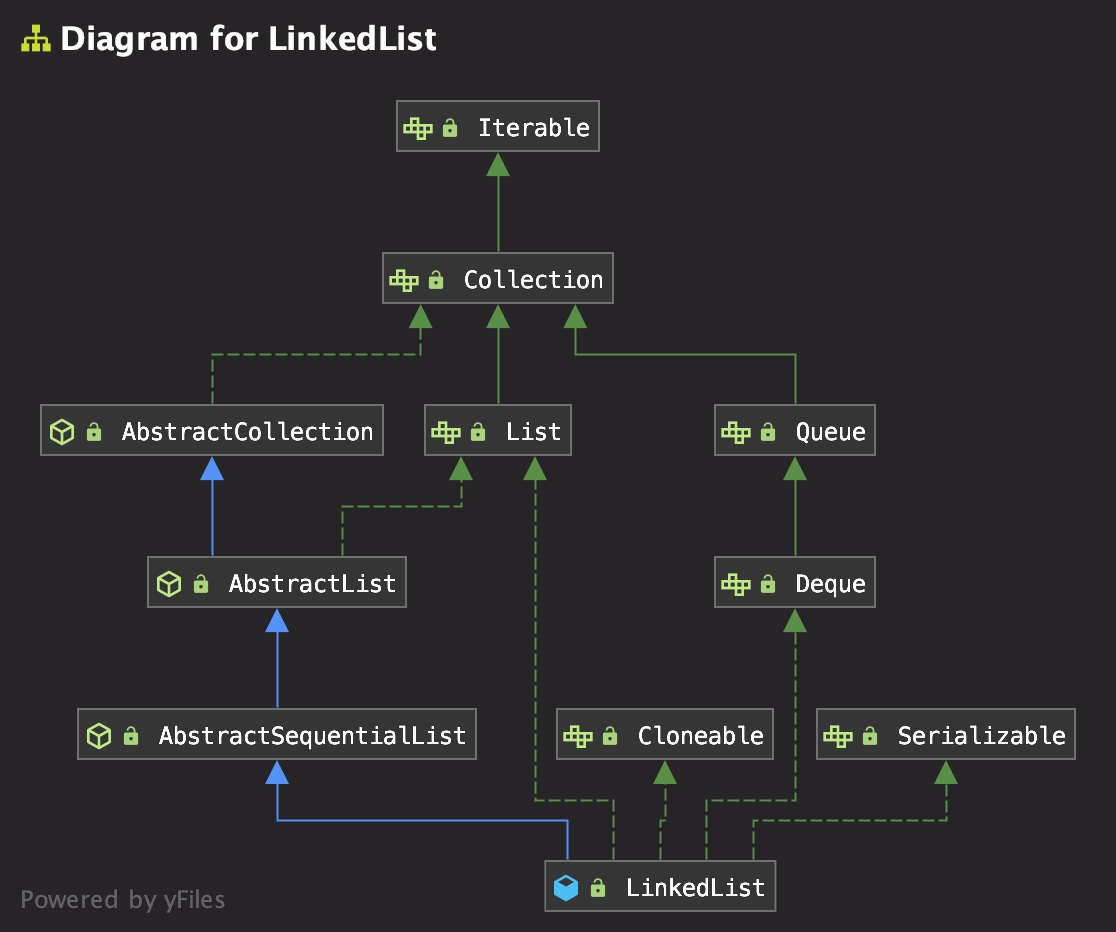 Diagram for LinkedList
Iterable
Collection
AbstractCollection
List
Queue
AbstractList
Deque
AbstractSequentialList
Cloneable
Serializable
LinkedList
Powered by yFiles